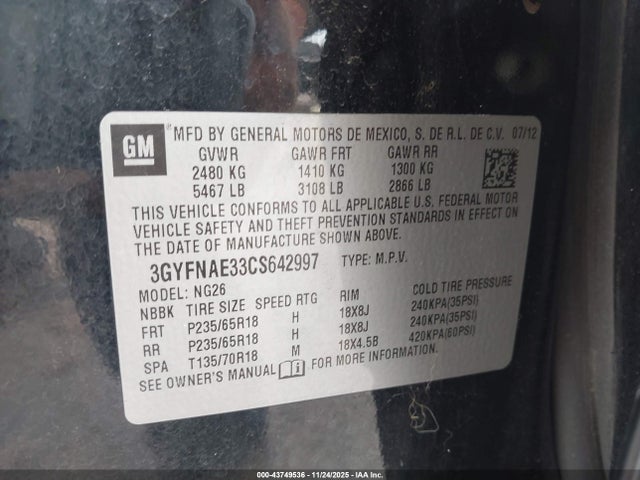 GM *MFD BY GENERAL MOTORS DE MEXICO, S. DE R.L. DE C.V. 07/12
GVWR GAWR FRT GAWR RR
2480 KG 1410 KG 1300 KG
5467 LB 3108 LB 2866 LB
THIS VEHICLE CONFORMS TO ALL APPLICABLE U.S. FEDERAL MOTOR
VEHICLE SAFETY AND THEFT PREVENTION STANDARDS IN EFFECT ON
THE DATE OF MANUFACTURE SHOWN ABOVE.
3GYFNAE33CS642997 TYPE: M.P.V.
MODEL: NG26
NBBK TIRE SIZE SPEED RTG RIM COLD TIRE PRESSURE
FRT P235/65R18 H 18X8J 240KPA(35PSI)
RR P235/65R18 H 18X8J 240KPA(35PSI)
SPA T135/70R18 M 18X4.5B 420KPA(60PSI)
SEE OWNER'S MANUAL FOR MORE INFORMATION
000-43749536 - 11/24/2025 - IAA Inc.